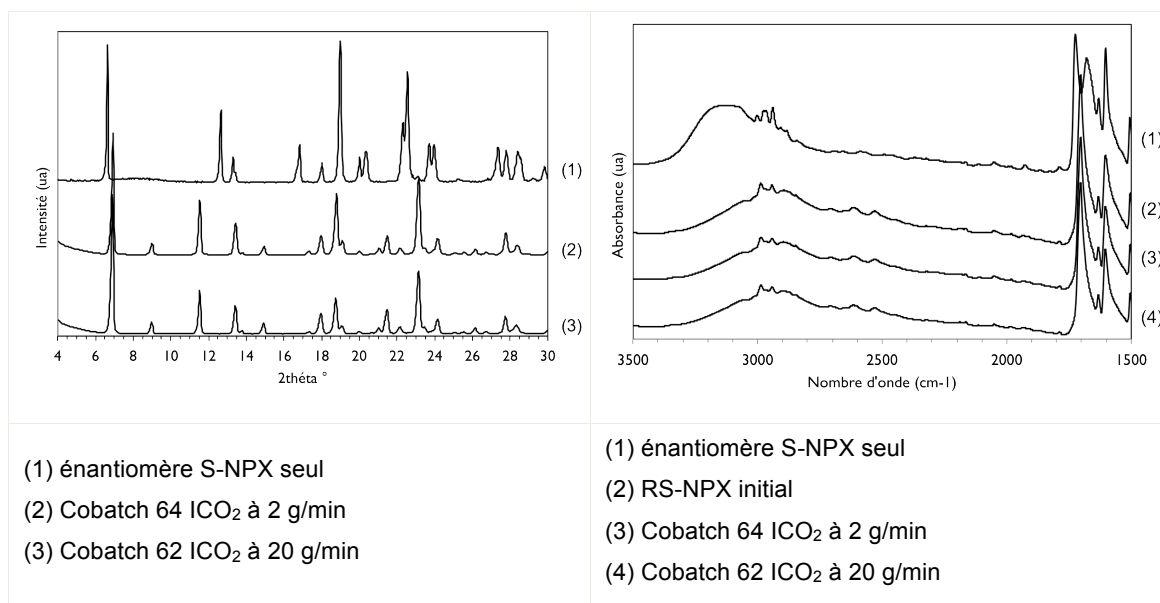 Intensité (ua)
(1)
(2)
(3)
4 6 8 10 12 14 16 18 20 22 24 26 28 30
2théta °
Absorbance (ua)
(1)
(2)
(3)
(4)
3500 3000 2500 2000 1500
Nombre d'onde (cm-1)
(1) énantiomère S-NPX seul
(2) Cobatch 64 ICO₂ à 2 g/min
(3) Cobatch 62 ICO₂ à 20 g/min
(1) énantiomère S-NPX seul
(2) RS-NPX initial
(3) Cobatch 64 ICO₂ à 2 g/min
(4) Cobatch 62 ICO₂ à 20 g/min